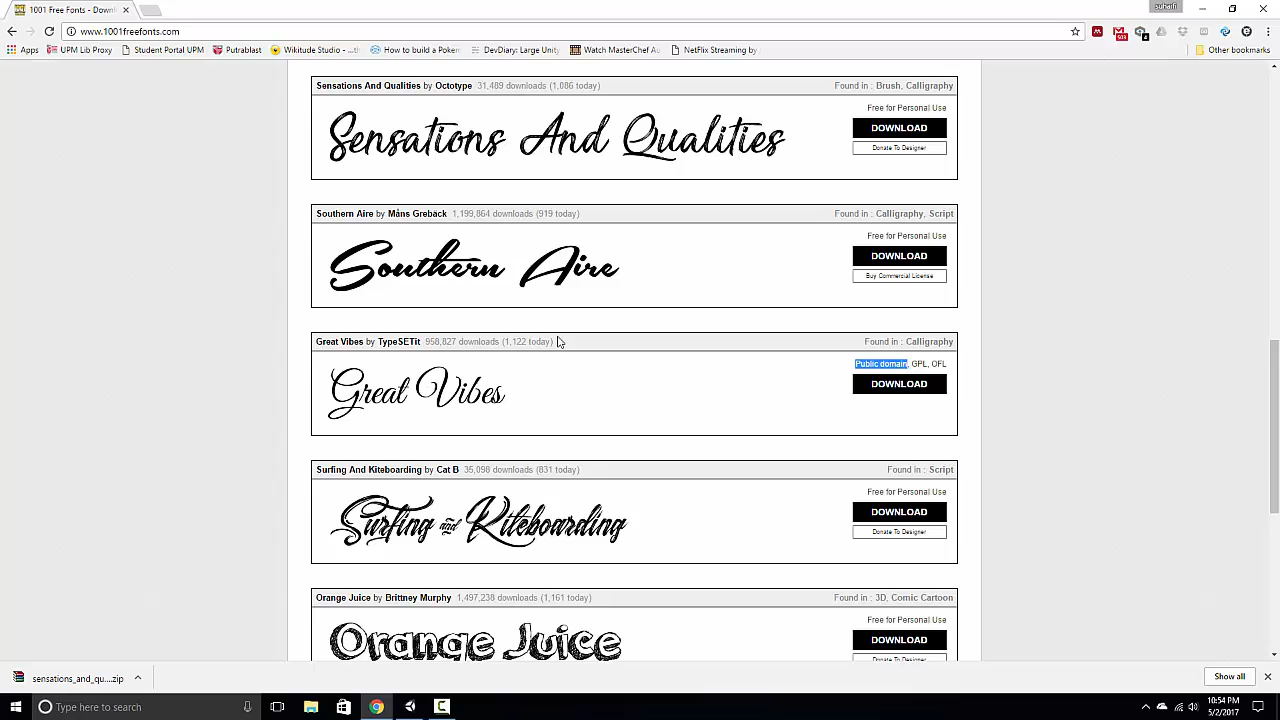 subarfi
1001 Free Fonts - Downl
www.1001freefonts.com
Apps UPM Lib Proxy Student Portal UPM Putrablast Wikitude Studio - ...th How to build a Poken DevDiary: Large Unity Watch MasterChef Au NetFlix Streaming by Other bookmarks
Sensations And Qualities by Octotype 31,489 downloads (1,086 today) Found in : Brush, Calligraphy
Free for Personal Use
Sensations And Qualities
DOWNLOAD
Donate To Designer
Southern Aire by Måns Grebäck 1,199,864 downloads (919 today) Found in : Calligraphy, Script
Free for Personal Use
Southern Aire
DOWNLOAD
Buy Commercial License
Great Vibes by TypeSETit 958,827 downloads (1,122 today) Found in : Calligraphy
Public domain, GPL, OFL
Great Vibes
DOWNLOAD
Surfing And Kiteboarding by Cat B 35,098 downloads (831 today) Found in : Script
Free for Personal Use
Surfing and Kiteboarding
DOWNLOAD
Donate To Designer
Orange Juice by Brittney Murphy 1,497,238 downloads (1,161 today) Found in : 3D, Comic Cartoon
Free for Personal Use
Orange Juice
DOWNLOAD
Donate To Designer
sensations_and_qu....zip Show all
Type here to search
10:54 PM
5/2/2017